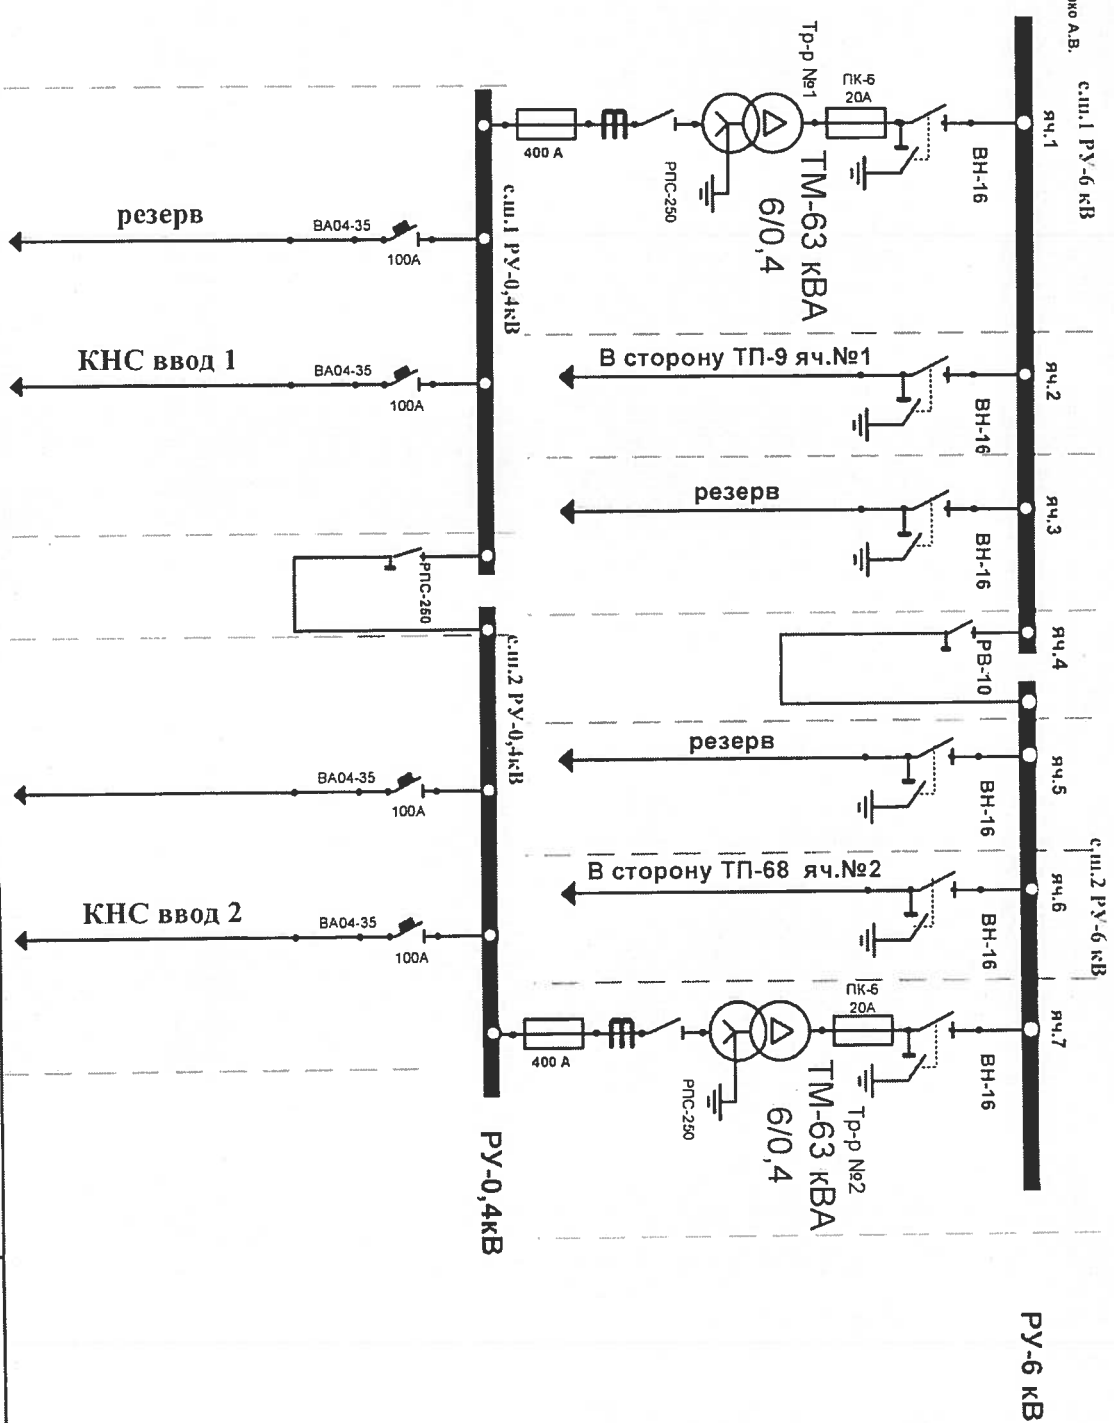 с.ш.1 РУ-6 кВ
яч.1
ВН-16
ПК-6
20А
Тр-р №1
ТМ-63 кВА
6/0,4
РПС-250
400 А
с.ш.1 РУ-0,4кВ
резерв
ВА04-35
100А
КНС ввод 1
ВА04-35
100А
яч.2
ВН-16
В сторону ТП-9 яч.№1
яч.3
ВН-16
резерв
яч.4
РВ-10
РПС-250
с.ш.2 РУ-0,4кВ
яч.5
ВН-16
резерв
ВА04-35
100А
с.ш.2 РУ-6 кВ
яч.6
ВН-16
В сторону ТП-68 яч.№2
КНС ввод 2
ВА04-35
100А
яч.7
ВН-16
ПК-6
20А
Тр-р №2
ТМ-63 кВА
6/0,4
РПС-250
400 А
РУ-0,4кВ
РУ-6 кВ
А.В.